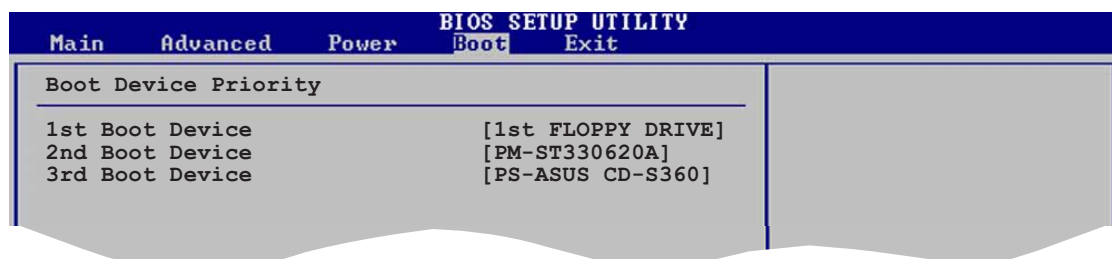 BIOS SETUP UTILITY
Main Advanced Power Boot Exit
Boot Device Priority
1st Boot Device [1st FLOPPY DRIVE]
2nd Boot Device [PM-ST330620A]
3rd Boot Device [PS-ASUS CD-S360]